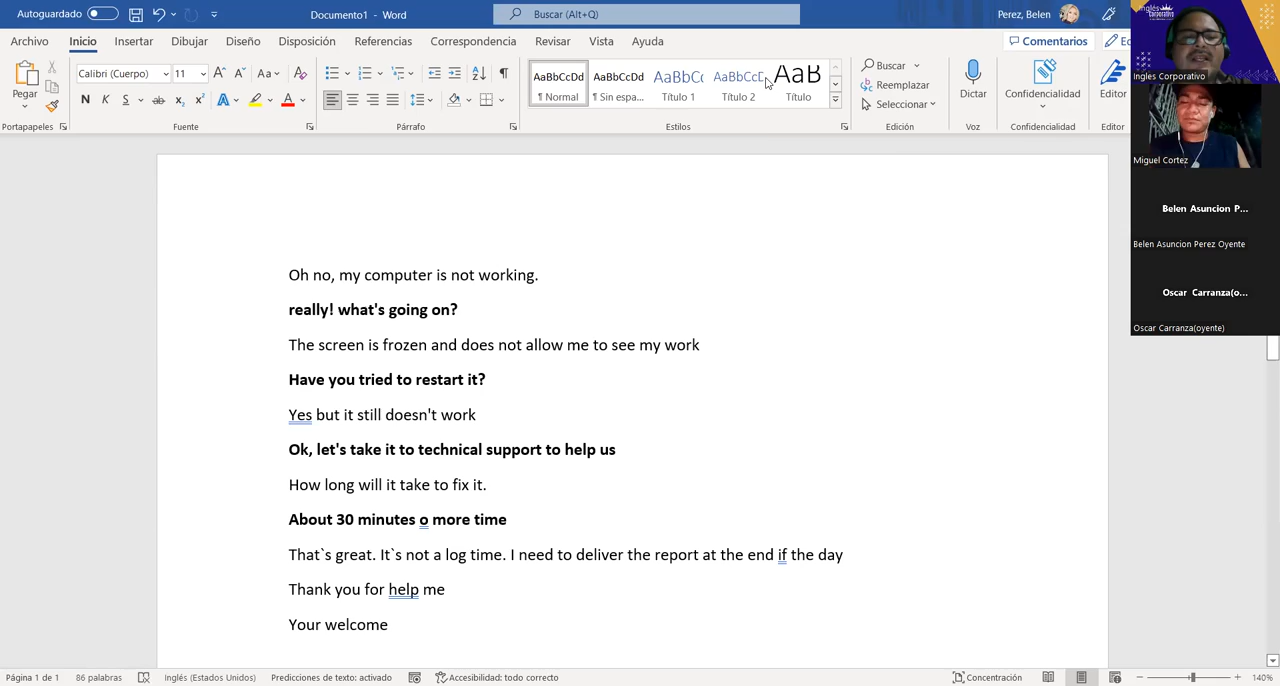 Autoguardado
Documento1 - Word
Buscar (Alt+Q)
Perez, Belen
Archivo Inicio Insertar Dibujar Diseño Disposición Referencias Correspondencia Revisar Vista Ayuda
Comentarios
Pegar
Calibri (Cuerpo) 11
Aa
N K S ab x₂ x² A A
AaBbCcDd AaBbCcDd AaBbCc AaBbCcD AaB
¶ Normal ¶ Sin espa... Título 1 Título 2 Título
Buscar
Reemplazar
Seleccionar
Dictar
Confidencialidad
Editor
Portapapeles Fuente Párrafo Estilos Edición Voz Confidencialidad Editor
Inglés
Corporativo
Ingles Corporativo
Miguel Cortez
Belen Asuncion P...
Belen Asuncion Perez Oyente
Oscar Carranza(o...
Oscar Carranza(oyente)
Oh no, my computer is not working.
really! what's going on?
The screen is frozen and does not allow me to see my work
Have you tried to restart it?
Yes but it still doesn't work
Ok, let's take it to technical support to help us
How long will it take to fix it.
About 30 minutes o more time
That`s great. It`s not a log time. I need to deliver the report at the end if the day
Thank you for help me
Your welcome
Página 1 de 1 86 palabras Inglés (Estados Unidos) Predicciones de texto: activado Accesibilidad: todo correcto Concentración 140%